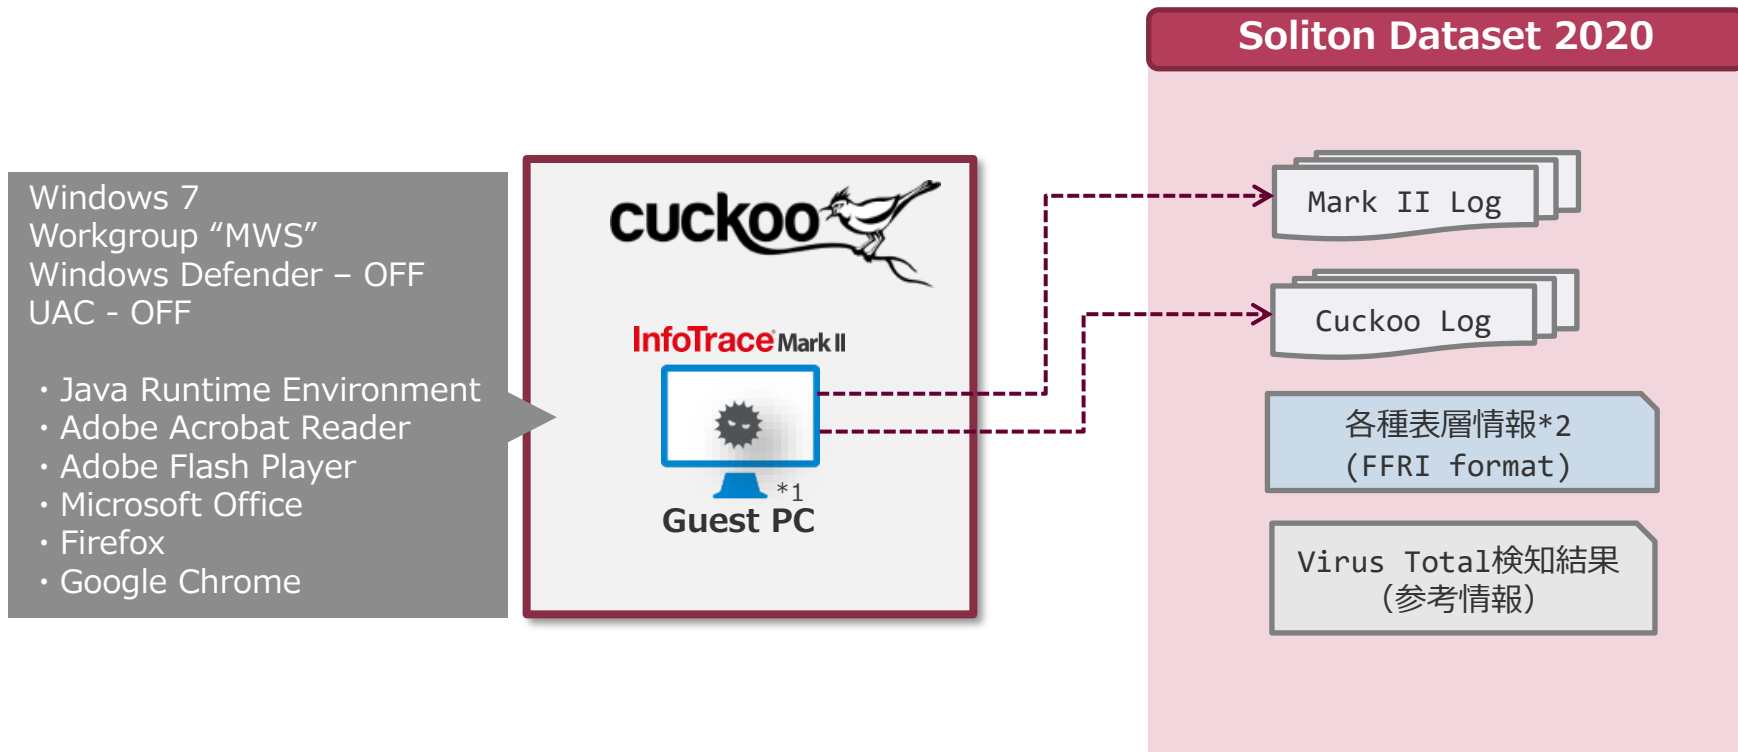 Soliton Dataset 2020
Windows 7
Workgroup “MWS”
Windows Defender – OFF
UAC - OFF
・Java Runtime Environment
・Adobe Acrobat Reader
・Adobe Flash Player
・Microsoft Office
・Firefox
・Google Chrome
cuckoo
InfoTrace Mark II
*1
Guest PC
Mark II Log
Cuckoo Log
各種表層情報*2
(FFRI format)
Virus Total検知結果
（参考情報）